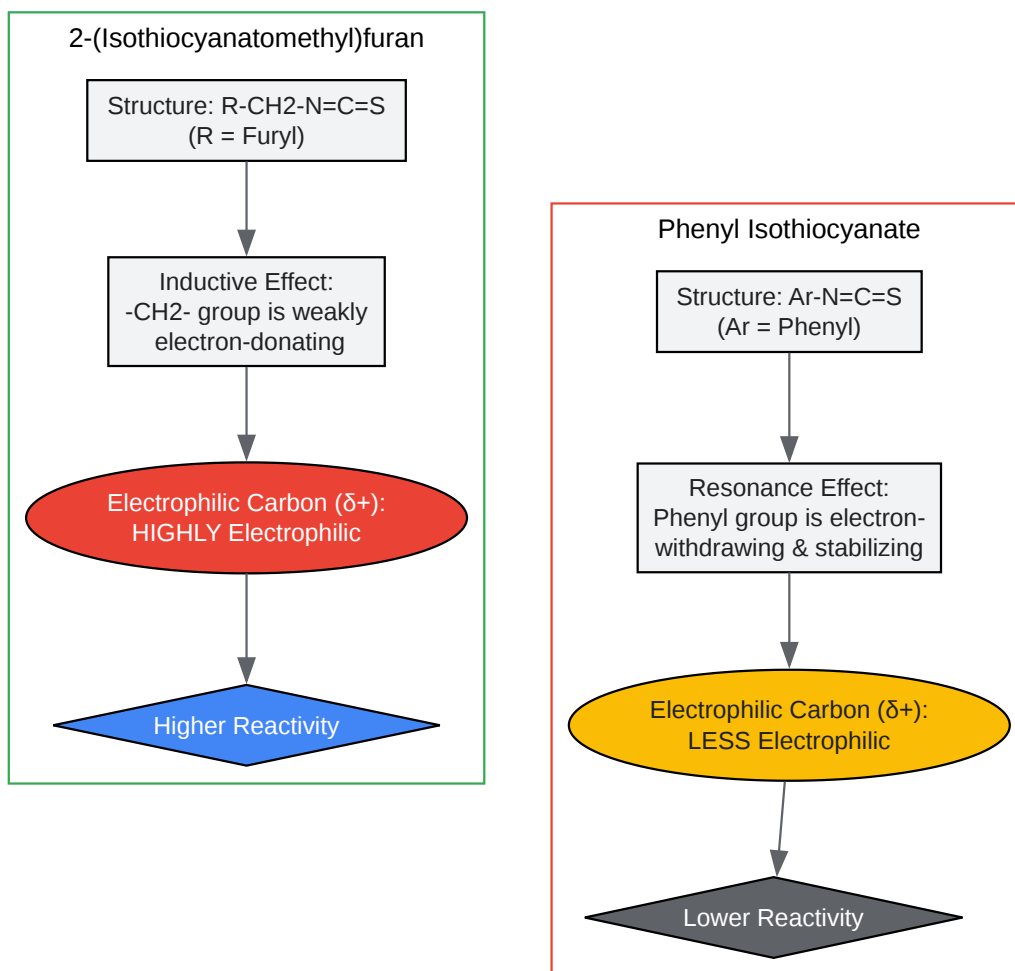 2-(Isothiocyanatomethyl)furan
Structure: R-CH2-N=C=S
(R = Furyl)
Inductive Effect:
-CH2- group is weakly
electron-donating
Electrophilic Carbon (δ+):
HIGHLY Electrophilic
Higher Reactivity
Phenyl Isothiocyanate
Structure: Ar-N=C=S
(Ar = Phenyl)
Resonance Effect:
Phenyl group is electron-
withdrawing & stabilizing
Electrophilic Carbon (δ+):
LESS Electrophilic
Lower Reactivity